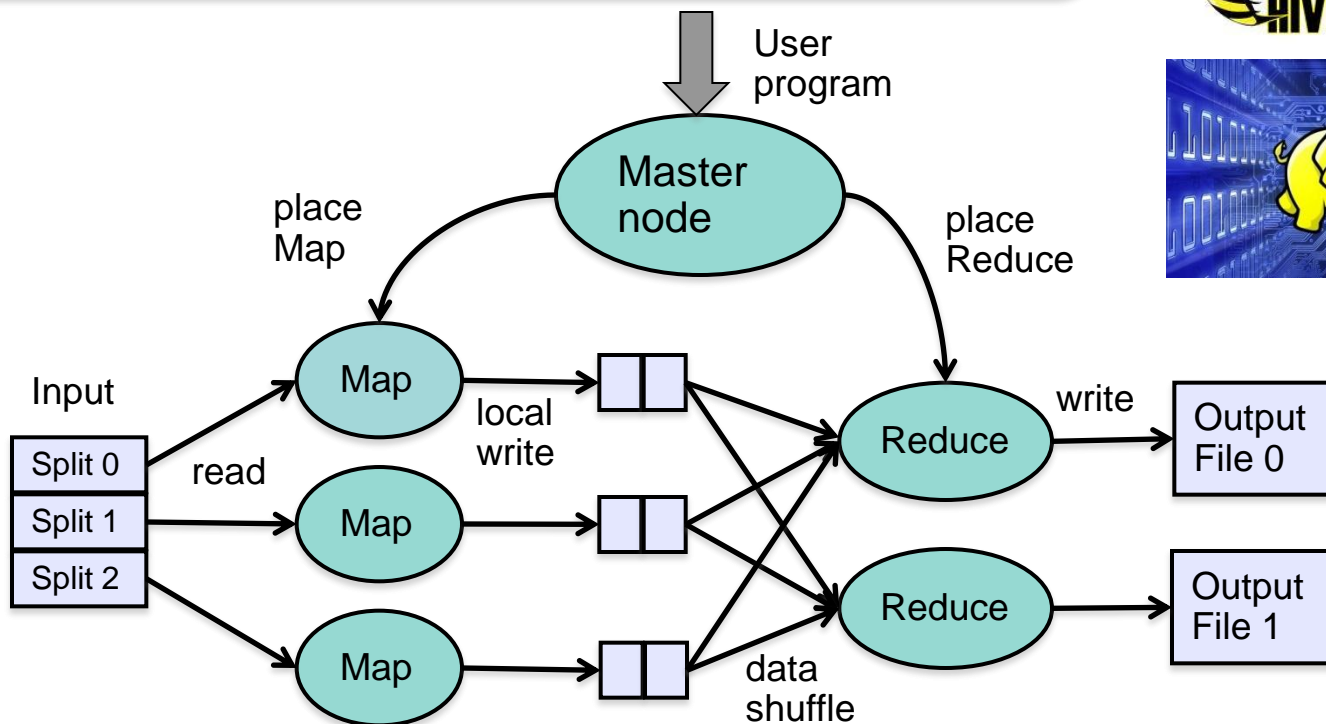 HIV
User
program
Master
node
place
Map
place
Reduce
Input
Split 0
Split 1
Split 2
read
Map
Map
Map
local
write
data
shuffle
Reduce
Reduce
write
Output
File 0
Output
File 1